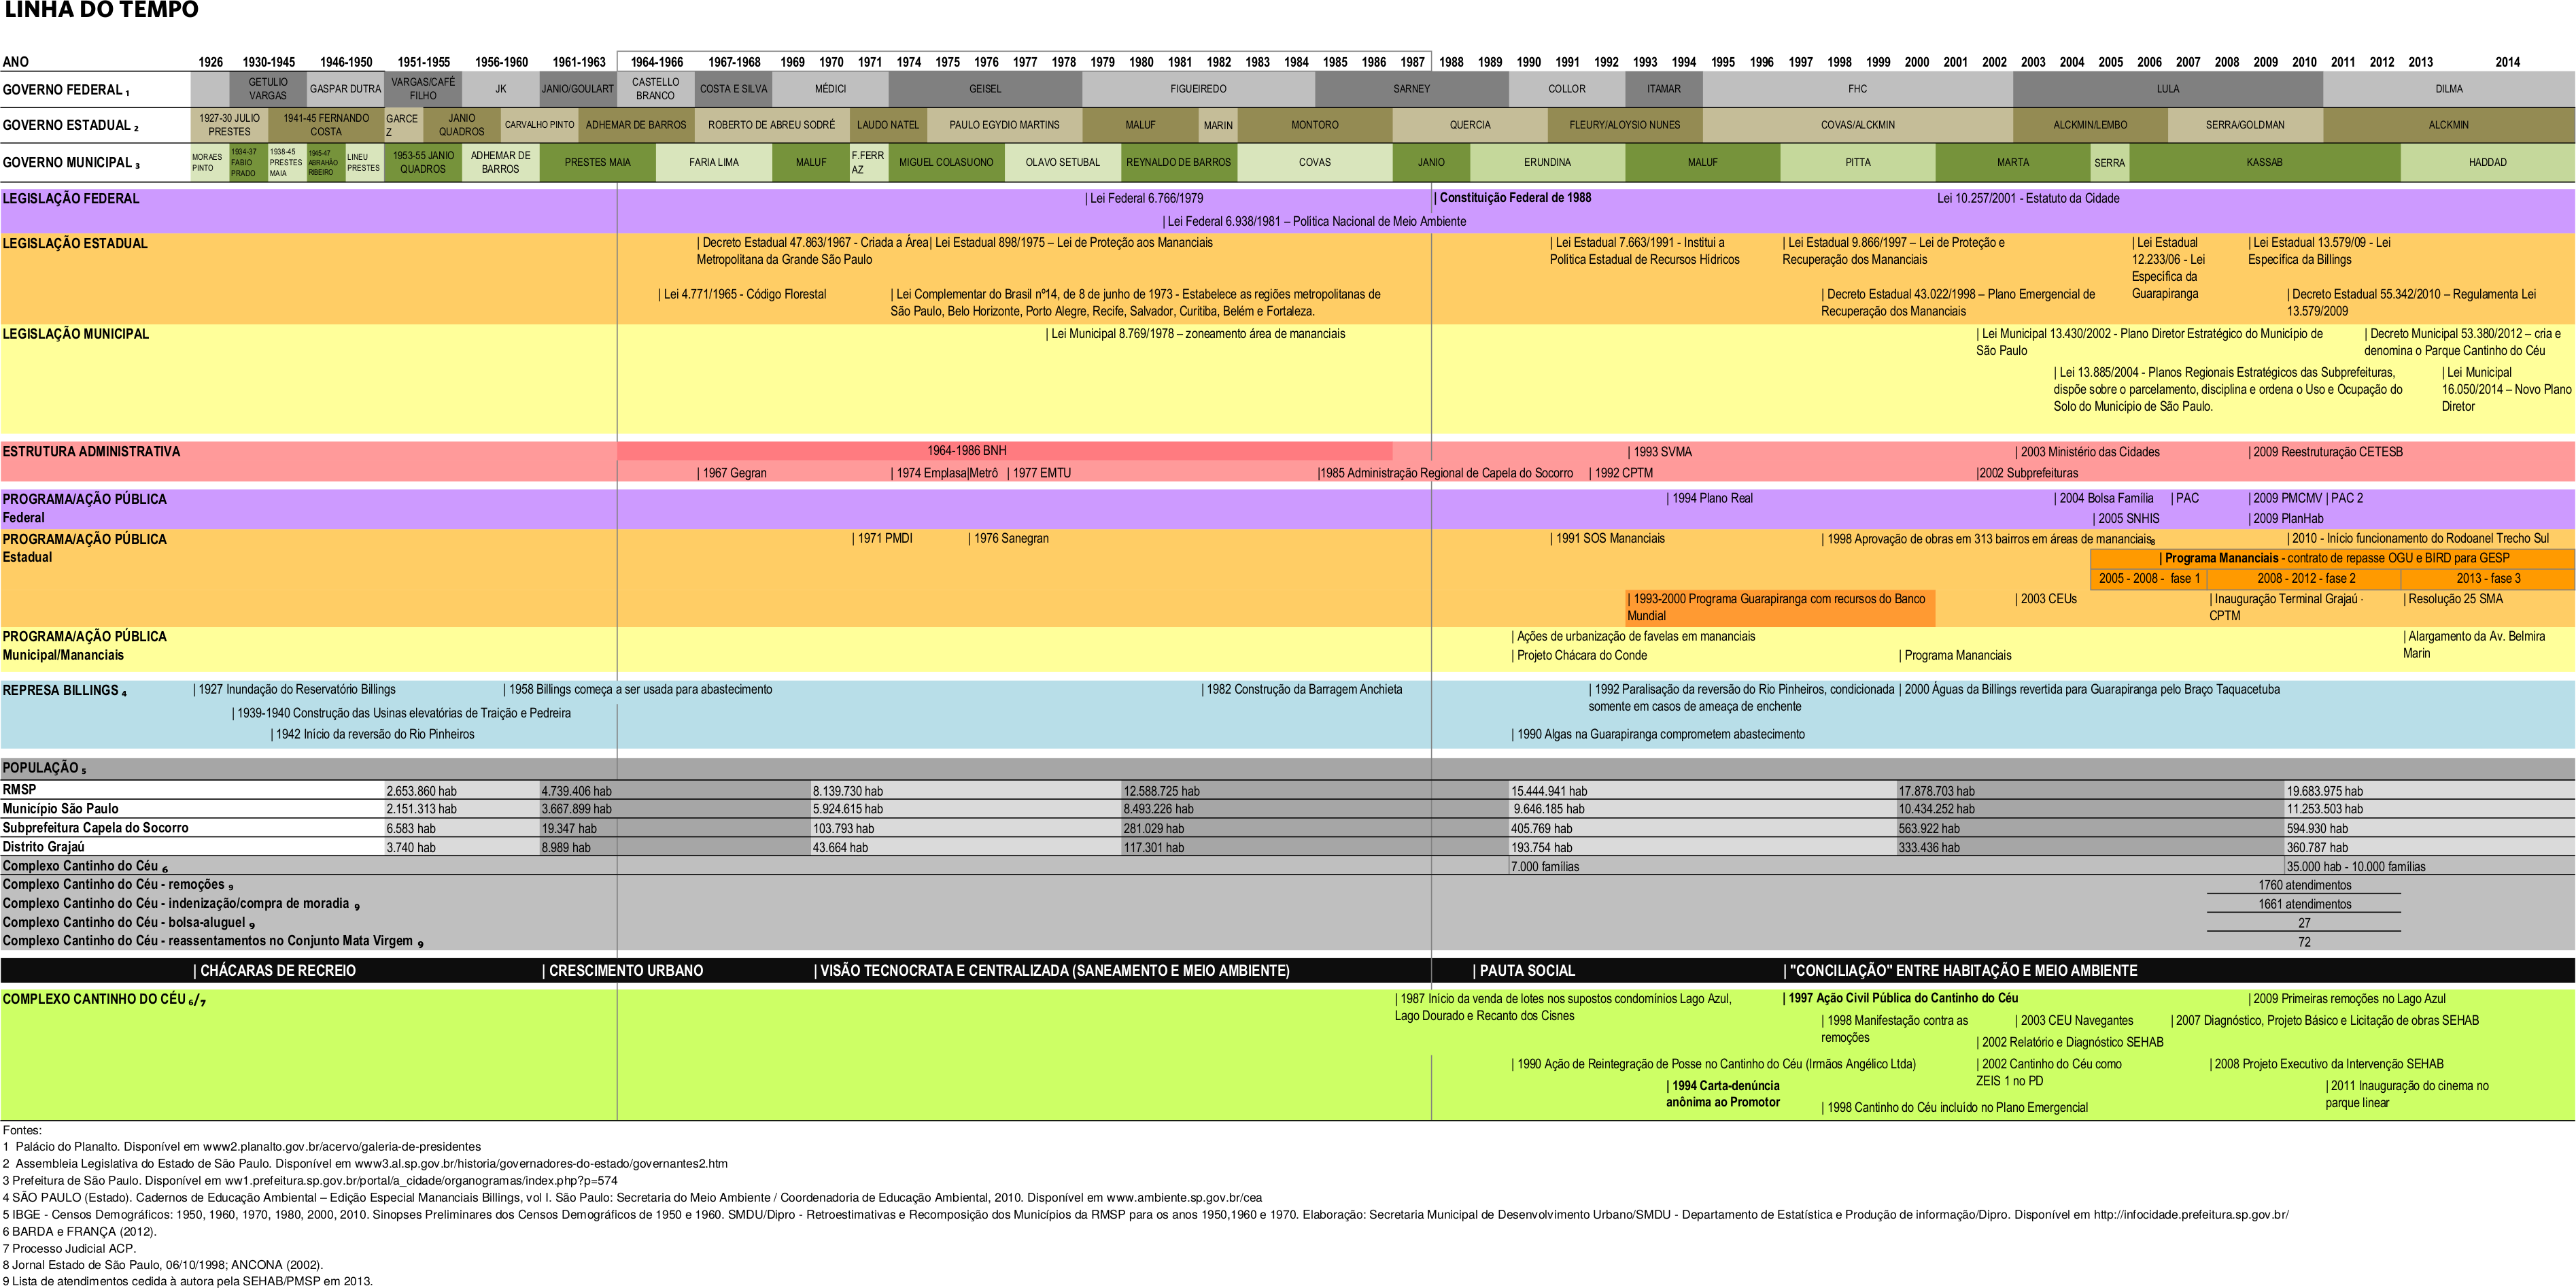 LINHA DO TEMPO
ANO 1926 1930-1945 1946-1950 1951-1955 1956-1960 1961-1963 1964-1966 1967-1968 1969 1970 1971 1974 1975 1976 1977 1978 1979 1980 1981 1982 1983 1984 1985 1986 1987 1988 1989 1990 1991 1992 1993 1994 1995 1996 1997 1998 1999 2000 2001 2002 2003 2004 2005 2006 2007 2008 2009 2010 2011 2012 2013 2014
GOVERNO FEDERAL ₁ GETULIO VARGAS GASPAR DUTRA VARGAS/CAFÉ FILHO JK JANIO/GOULART CASTELLO BRANCO COSTA E SILVA MÉDICI GEISEL FIGUEIREDO SARNEY COLLOR ITAMAR FHC LULA DILMA
GOVERNO ESTADUAL ₂ 1927-30 JULIO PRESTES 1941-45 FERNANDO COSTA GARCEZ JANIO QUADROS CARVALHO PINTO ADHEMAR DE BARROS ROBERTO DE ABREU SODRÉ LAUDO NATEL PAULO EGYDIO MARTINS MALUF MARIN MONTORO QUERCIA FLEURY/ALOYSIO NUNES COVAS/ALCKMIN ALCKMIN/LEMBO SERRA/GOLDMAN ALCKMIN
GOVERNO MUNICIPAL ₃ MORAES PINTO 1934-37 FABIO PRADO 1938-45 PRESTES MAIA 1945-47 ABRAHÃO RIBEIRO LINEU PRESTES 1953-55 JANIO QUADROS ADHEMAR DE BARROS PRESTES MAIA FARIA LIMA MALUF F.FERRAZ MIGUEL COLASUONO OLAVO SETUBAL REYNALDO DE BARROS COVAS JANIO ERUNDINA MALUF PITTA MARTA SERRA KASSAB HADDAD
LEGISLAÇÃO FEDERAL | Lei Federal 6.766/1979 | Constituição Federal de 1988 Lei 10.257/2001 - Estatuto da Cidade
| Lei Federal 6.938/1981 – Politica Nacional de Meio Ambiente
LEGISLAÇÃO ESTADUAL | Decreto Estadual 47.863/1967 - Criada a Área Metropolitana da Grande São Paulo | Lei Estadual 898/1975 – Lei de Proteção aos Mananciais | Lei Estadual 7.663/1991 - Institui a Politica Estadual de Recursos Hídricos | Lei Estadual 9.866/1997 – Lei de Proteção e Recuperação dos Mananciais | Lei Estadual 12.233/06 - Lei Específica da Guarapiranga | Lei Estadual 13.579/09 - Lei Específica da Billings
| Lei 4.771/1965 - Código Florestal | Lei Complementar do Brasil nº14, de 8 de junho de 1973 - Estabelece as regiões metropolitanas de São Paulo, Belo Horizonte, Porto Alegre, Recife, Salvador, Curitiba, Belém e Fortaleza. | Decreto Estadual 43.022/1998 – Plano Emergencial de Recuperação dos Mananciais | Decreto Estadual 55.342/2010 – Regulamenta Lei 13.579/2009
LEGISLAÇÃO MUNICIPAL | Lei Municipal 8.769/1978 – zoneamento área de mananciais | Lei Municipal 13.430/2002 - Plano Diretor Estratégico do Município de São Paulo | Decreto Municipal 53.380/2012 – cria e denomina o Parque Cantinho do Céu
| Lei 13.885/2004 - Planos Regionais Estratégicos das Subprefeituras, dispõe sobre o parcelamento, disciplina e ordena o Uso e Ocupação do Solo do Município de São Paulo. | Lei Municipal 16.050/2014 – Novo Plano Diretor
ESTRUTURA ADMINISTRATIVA 1964-1986 BNH | 1993 SVMA | 2003 Ministério das Cidades | 2009 Reestruturação CETESB
| 1967 Gegran | 1974 Emplasa|Metrô | 1977 EMTU |1985 Administração Regional de Capela do Socorro | 1992 CPTM |2002 Subprefeituras
PROGRAMA/AÇÃO PÚBLICA Federal | 1994 Plano Real | 2004 Bolsa Família | PAC | 2009 PMCMV | PAC 2
| 2005 SNHIS | 2009 PlanHab
PROGRAMA/AÇÃO PÚBLICA Estadual | 1971 PMDI | 1976 Sanegran | 1991 SOS Mananciais | 1998 Aprovação de obras em 313 bairros em áreas de mananciais₈ | 2010 - Início funcionamento do Rodoanel Trecho Sul
| Programa Mananciais - contrato de repasse OGU e BIRD para GESP
2005 - 2008 - fase 1 2008 - 2012 - fase 2 2013 - fase 3
| 1993-2000 Programa Guarapiranga com recursos do Banco Mundial | 2003 CEUs | Inauguração Terminal Grajaú - CPTM | Resolução 25 SMA
PROGRAMA/AÇÃO PÚBLICA Municipal/Mananciais | Ações de urbanização de favelas em mananciais | Alargamento da Av. Belmira Marin
| Projeto Chácara do Conde | Programa Mananciais
REPRESA BILLINGS ₄ | 1927 Inundação do Reservatório Billings | 1958 Billings começa a ser usada para abastecimento | 1982 Construção da Barragem Anchieta | 1992 Paralisação da reversão do Rio Pinheiros, condicionada somente em casos de ameaça de enchente | 2000 Águas da Billings revertida para Guarapiranga pelo Braço Taquacetuba
| 1939-1940 Construção das Usinas elevatórias de Traição e Pedreira
| 1942 Início da reversão do Rio Pinheiros | 1990 Algas na Guarapiranga comprometem abastecimento
POPULAÇÃO ₅
RMSP 2.653.860 hab 4.739.406 hab 8.139.730 hab 12.588.725 hab 15.444.941 hab 17.878.703 hab 19.683.975 hab
Município São Paulo 2.151.313 hab 3.667.899 hab 5.924.615 hab 8.493.226 hab 9.646.185 hab 10.434.252 hab 11.253.503 hab
Subprefeitura Capela do Socorro 6.583 hab 19.347 hab 103.793 hab 281.029 hab 405.769 hab 563.922 hab 594.930 hab
Distrito Grajaú 3.740 hab 8.989 hab 43.664 hab 117.301 hab 193.754 hab 333.436 hab 360.787 hab
Complexo Cantinho do Céu ₆ 7.000 famílias 35.000 hab - 10.000 famílias
Complexo Cantinho do Céu - remoções ₉ 1760 atendimentos
Complexo Cantinho do Céu - indenização/compra de moradia ₉ 1661 atendimentos
Complexo Cantinho do Céu - bolsa-aluguel ₉ 27
Complexo Cantinho do Céu - reassentamentos no Conjunto Mata Virgem ₉ 72
| CHÁCARAS DE RECREIO | CRESCIMENTO URBANO | VISÃO TECNOCRATA E CENTRALIZADA (SANEAMENTO E MEIO AMBIENTE) | PAUTA SOCIAL | "CONCILIAÇÃO" ENTRE HABITAÇÃO E MEIO AMBIENTE
COMPLEXO CANTINHO DO CÉU ₆/₇ | 1987 Início da venda de lotes nos supostos condomínios Lago Azul, Lago Dourado e Recanto dos Cisnes | 1997 Ação Civil Pública do Cantinho do Céu | 2009 Primeiras remoções no Lago Azul
| 1998 Manifestação contra as remoções | 2003 CEU Navegantes | 2007 Diagnóstico, Projeto Básico e Licitação de obras SEHAB
| 2002 Relatório e Diagnóstico SEHAB
| 1990 Ação de Reintegração de Posse no Cantinho do Céu (Irmãos Angélico Ltda) | 2002 Cantinho do Céu como ZEIS 1 no PD | 2008 Projeto Executivo da Intervenção SEHAB
| 1994 Carta-denúncia anônima ao Promotor | 2011 Inauguração do cinema no parque linear
| 1998 Cantinho do Céu incluído no Plano Emergencial
Fontes:
1 Palácio do Planalto. Disponível em www2.planalto.gov.br/acervo/galeria-de-presidentes
2 Assembleia Legislativa do Estado de São Paulo. Disponível em www3.al.sp.gov.br/historia/governadores-do-estado/governantes2.htm
3 Prefeitura de São Paulo. Disponível em ww1.prefeitura.sp.gov.br/portal/a_cidade/organogramas/index.php?p=574
4 SÃO PAULO (Estado). Cadernos de Educação Ambiental – Edição Especial Mananciais Billings, vol I. São Paulo: Secretaria do Meio Ambiente / Coordenadoria de Educação Ambiental, 2010. Disponível em www.ambiente.sp.gov.br/cea
5 IBGE - Censos Demográficos: 1950, 1960, 1970, 1980, 2000, 2010. Sinopses Preliminares dos Censos Demográficos de 1950 e 1960. SMDU/Dipro - Retroestimativas e Recomposição dos Municípios da RMSP para os anos 1950,1960 e 1970. Elaboração: Secretaria Municipal de Desenvolvimento Urbano/SMDU - Departamento de Estatística e Produção de informação/Dipro. Disponível em http://infocidade.prefeitura.sp.gov.br/
6 BARDA e FRANÇA (2012).
7 Processo Judicial ACP.
8 Jornal Estado de São Paulo, 06/10/1998; ANCONA (2002).
9 Lista de atendimentos cedida à autora pela SEHAB/PMSP em 2013.